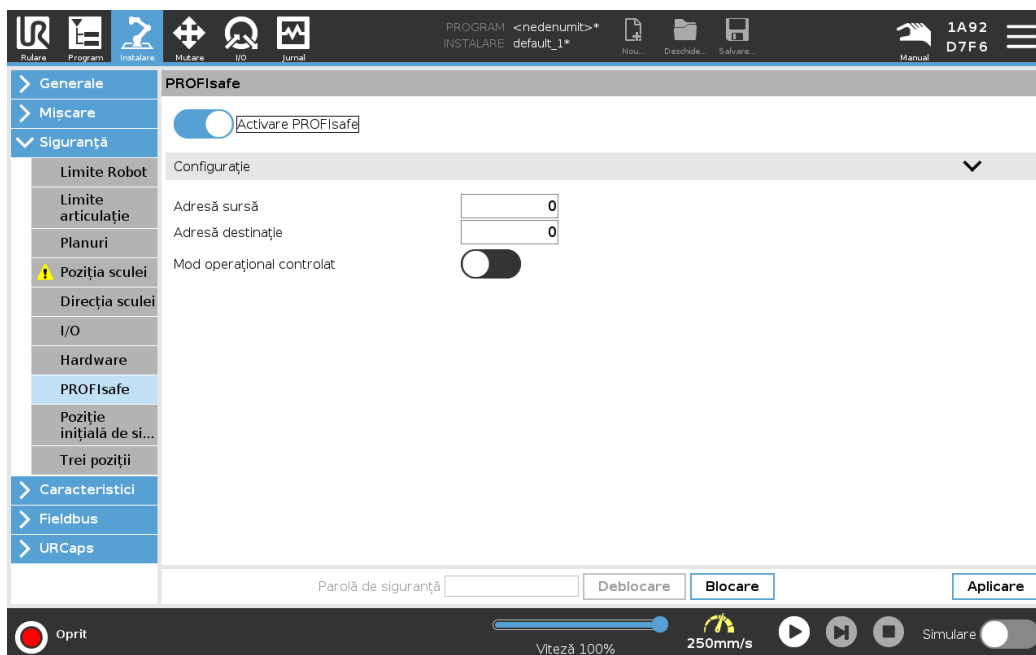 UR
Rulare
Program
Instalare
Mutare
I/O
Jurnal
PROGRAM <nedenumit>*
INSTALARE default_1*
Nou...
Deschide...
Salvare...
Manual
1A92
D7F6
Generale
Mișcare
Siguranță
Limite Robot
Limite
articulație
Planuri
Poziția sculei
Direcția sculei
I/O
Hardware
PROFIsafe
Poziție
inițială de si...
Trei poziții
Caracteristici
Fieldbus
URCaps
PROFIsafe
Activare PROFIsafe
Configurație
Adresă sursă 0
Adresă destinație 0
Mod operațional controlat
Parolă de siguranță
Deblocare
Blocare
Aplicare
Oprit
Viteză 100%
250mm/s
Simulare